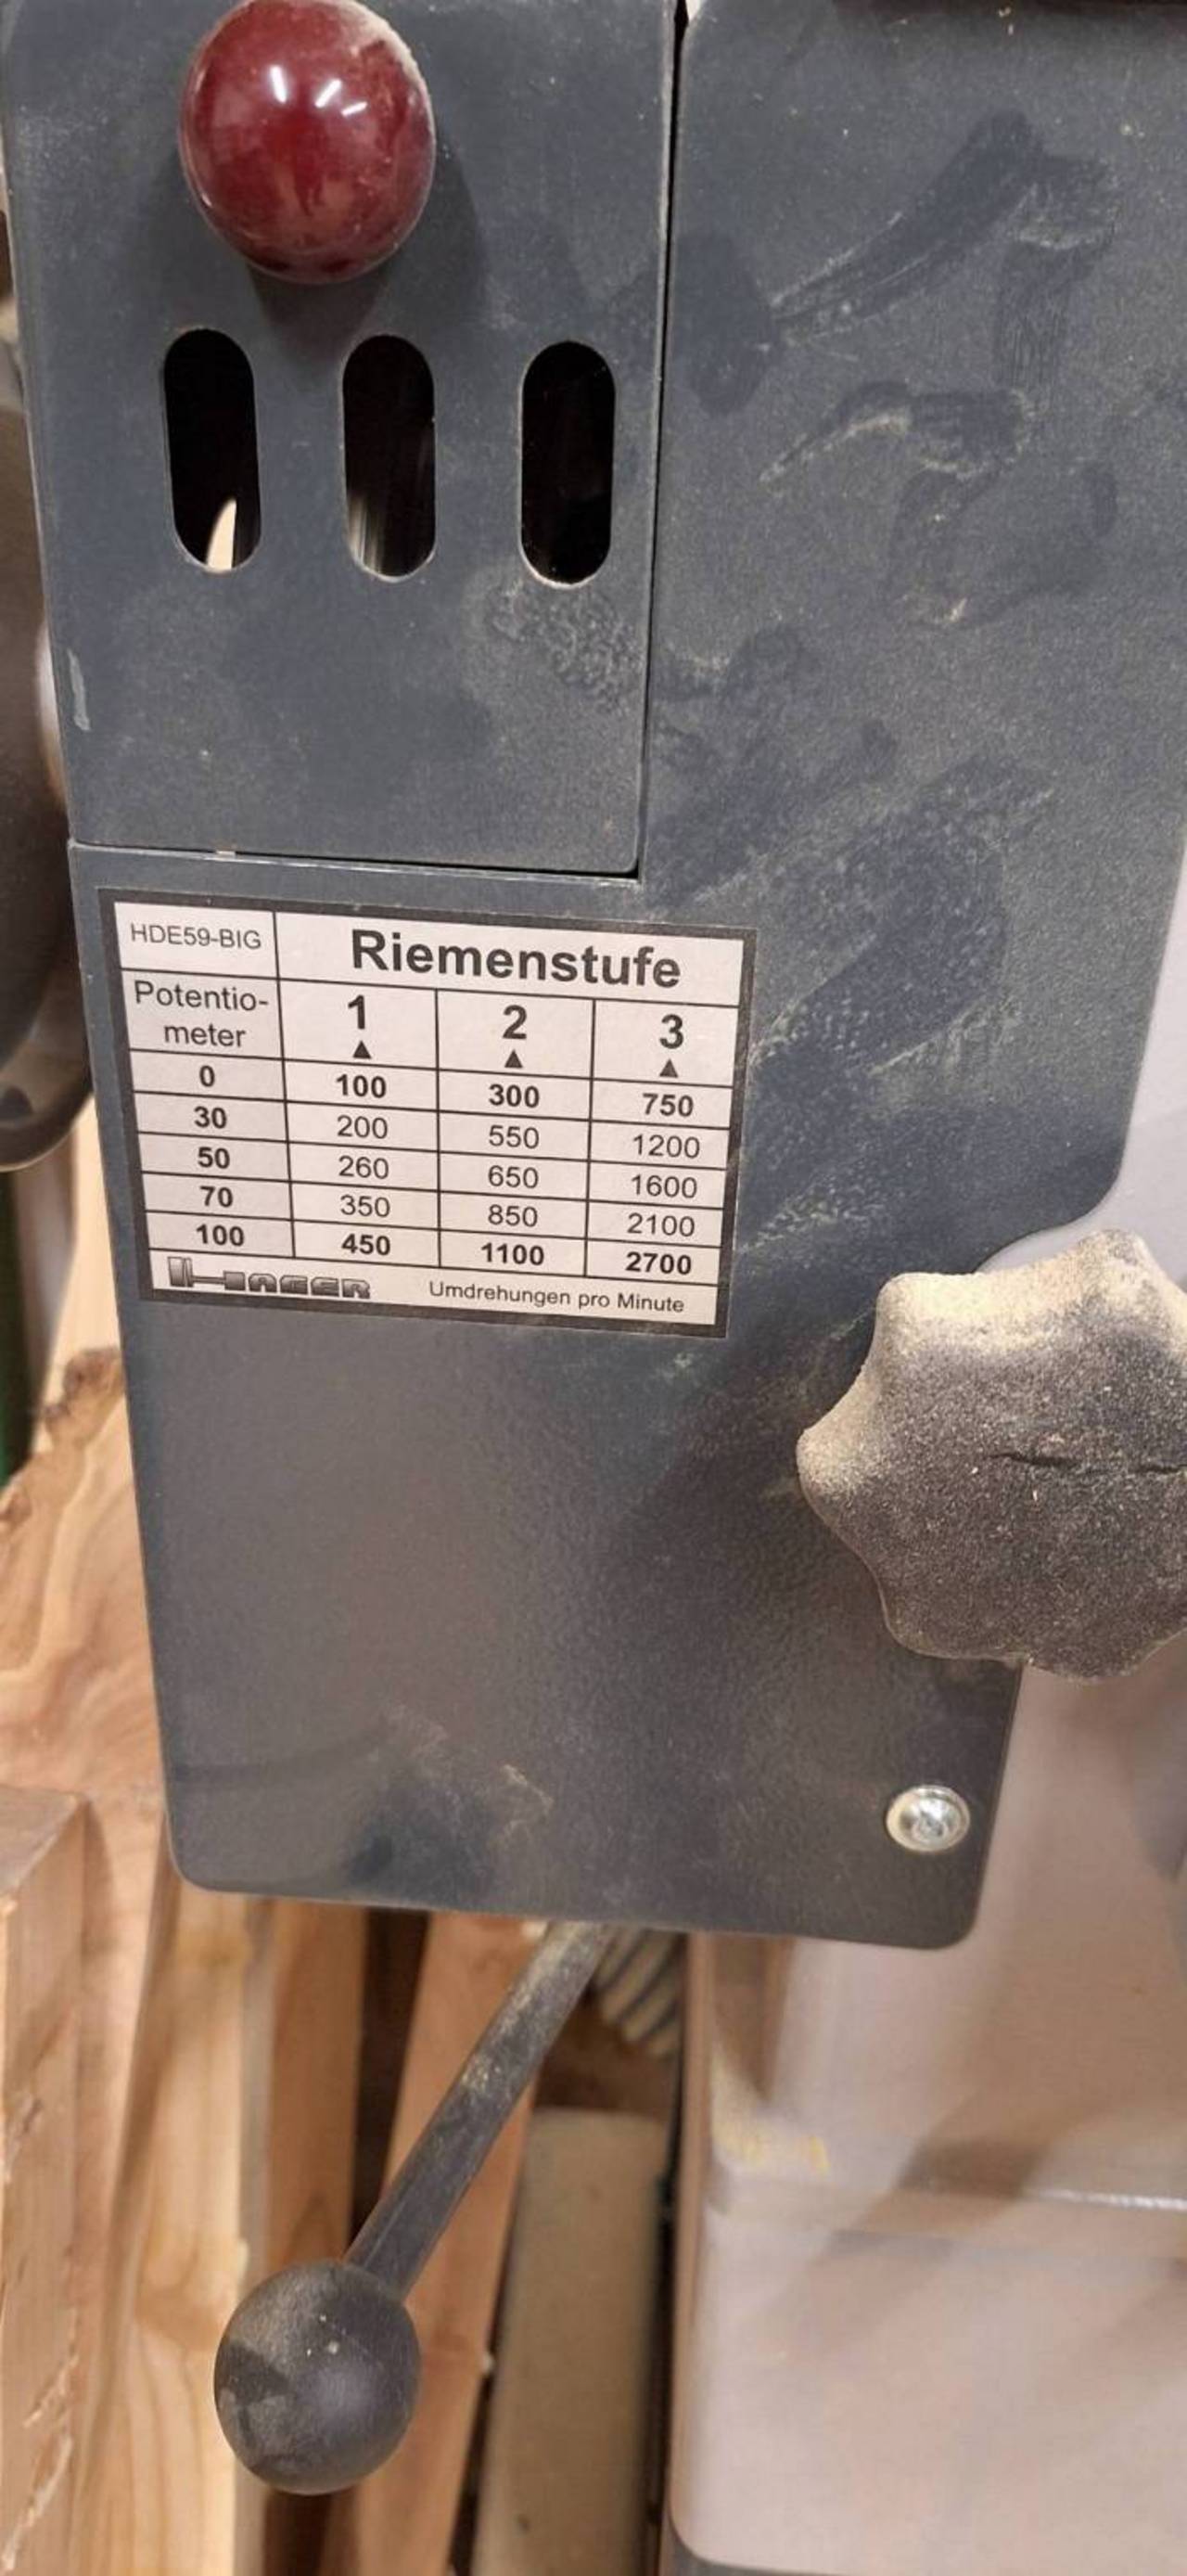 HDE59-BIG Riemenstufe
Potentio-
meter
1 2 3
▲ ▲ ▲
0 100 300 750
30 200 550 1200
50 260 650 1600
70 350 850 2100
100 450 1100 2700
HAGER Umdrehungen pro Minute